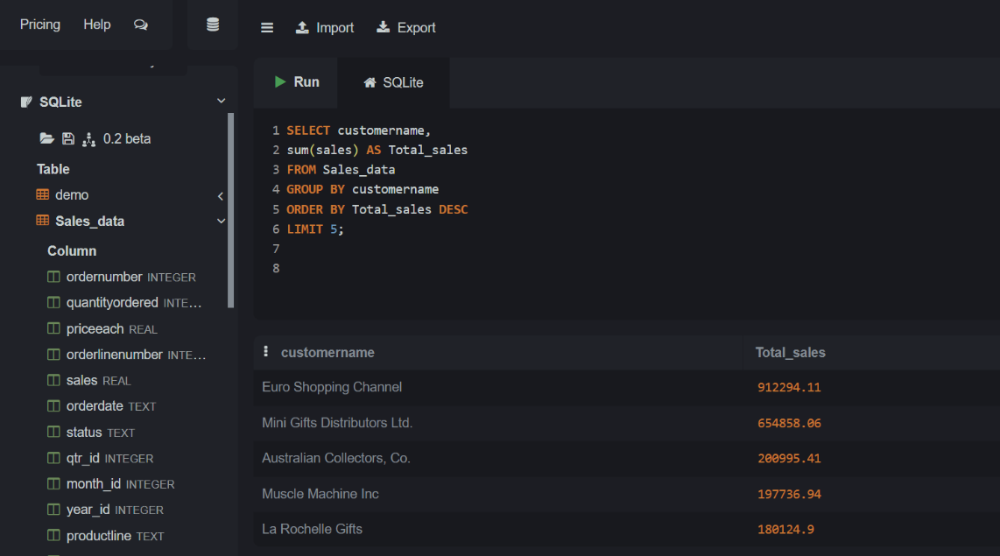 Pricing Help
Import Export
SQLite
0.2 beta
Table
demo
Sales_data
Column
ordernumber INTEGER
quantityordered INTE...
priceeach REAL
orderlinenumber INTE...
sales REAL
orderdate TEXT
status TEXT
qtr_id INTEGER
month_id INTEGER
year_id INTEGER
productline TEXT
Run SQLite
1 SELECT customername,
2 sum(sales) AS Total_sales
3 FROM Sales_data
4 GROUP BY customername
5 ORDER BY Total_sales DESC
6 LIMIT 5;
7
8
customername Total_sales
Euro Shopping Channel 912294.11
Mini Gifts Distributors Ltd. 654858.06
Australian Collectors, Co. 200995.41
Muscle Machine Inc 197736.94
La Rochelle Gifts 180124.9